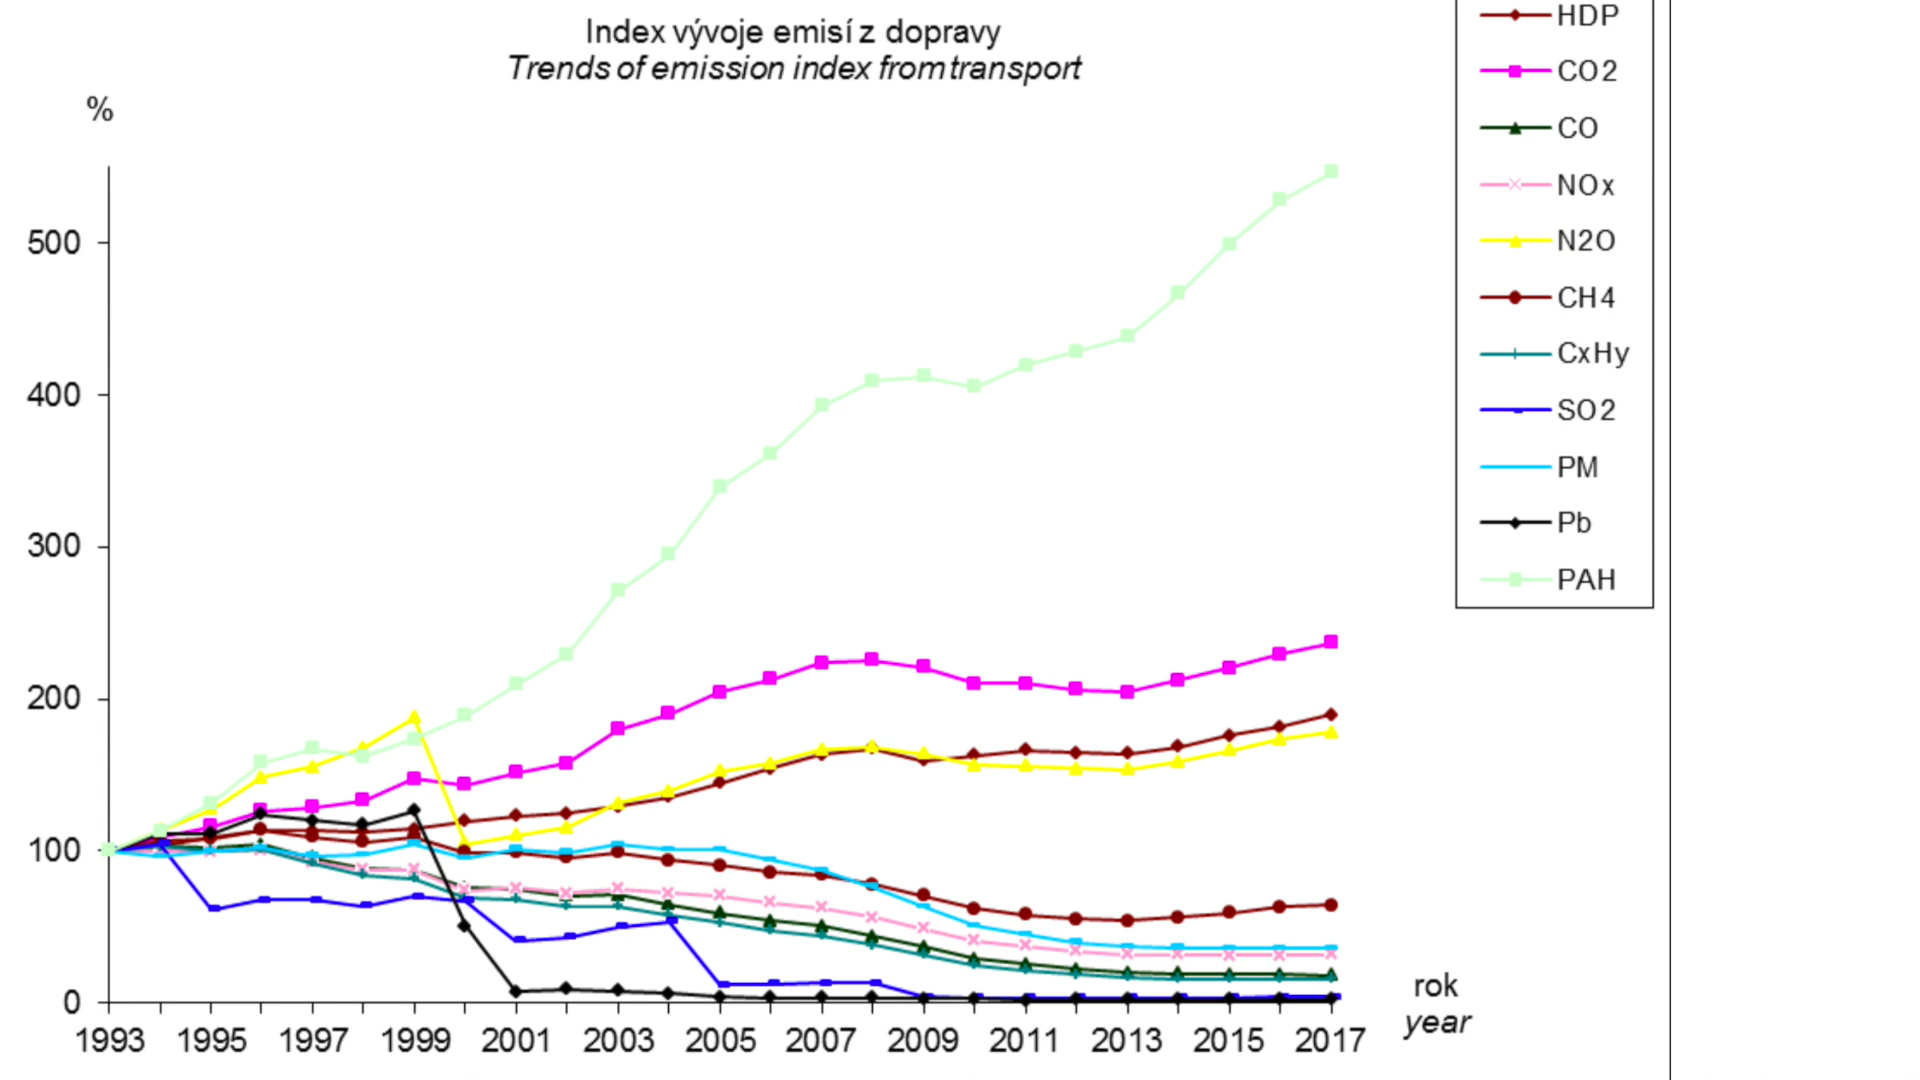 Index vývoje emisí z dopravy
Trends of emission index from transport
%
500
400
300
200
100
0
1993 1995 1997 1999 2001 2003 2005 2007 2009 2011 2013 2015 2017
rok
year
HDP
CO2
CO
NOx
N2O
CH4
CxHy
SO2
PM
Pb
PAH